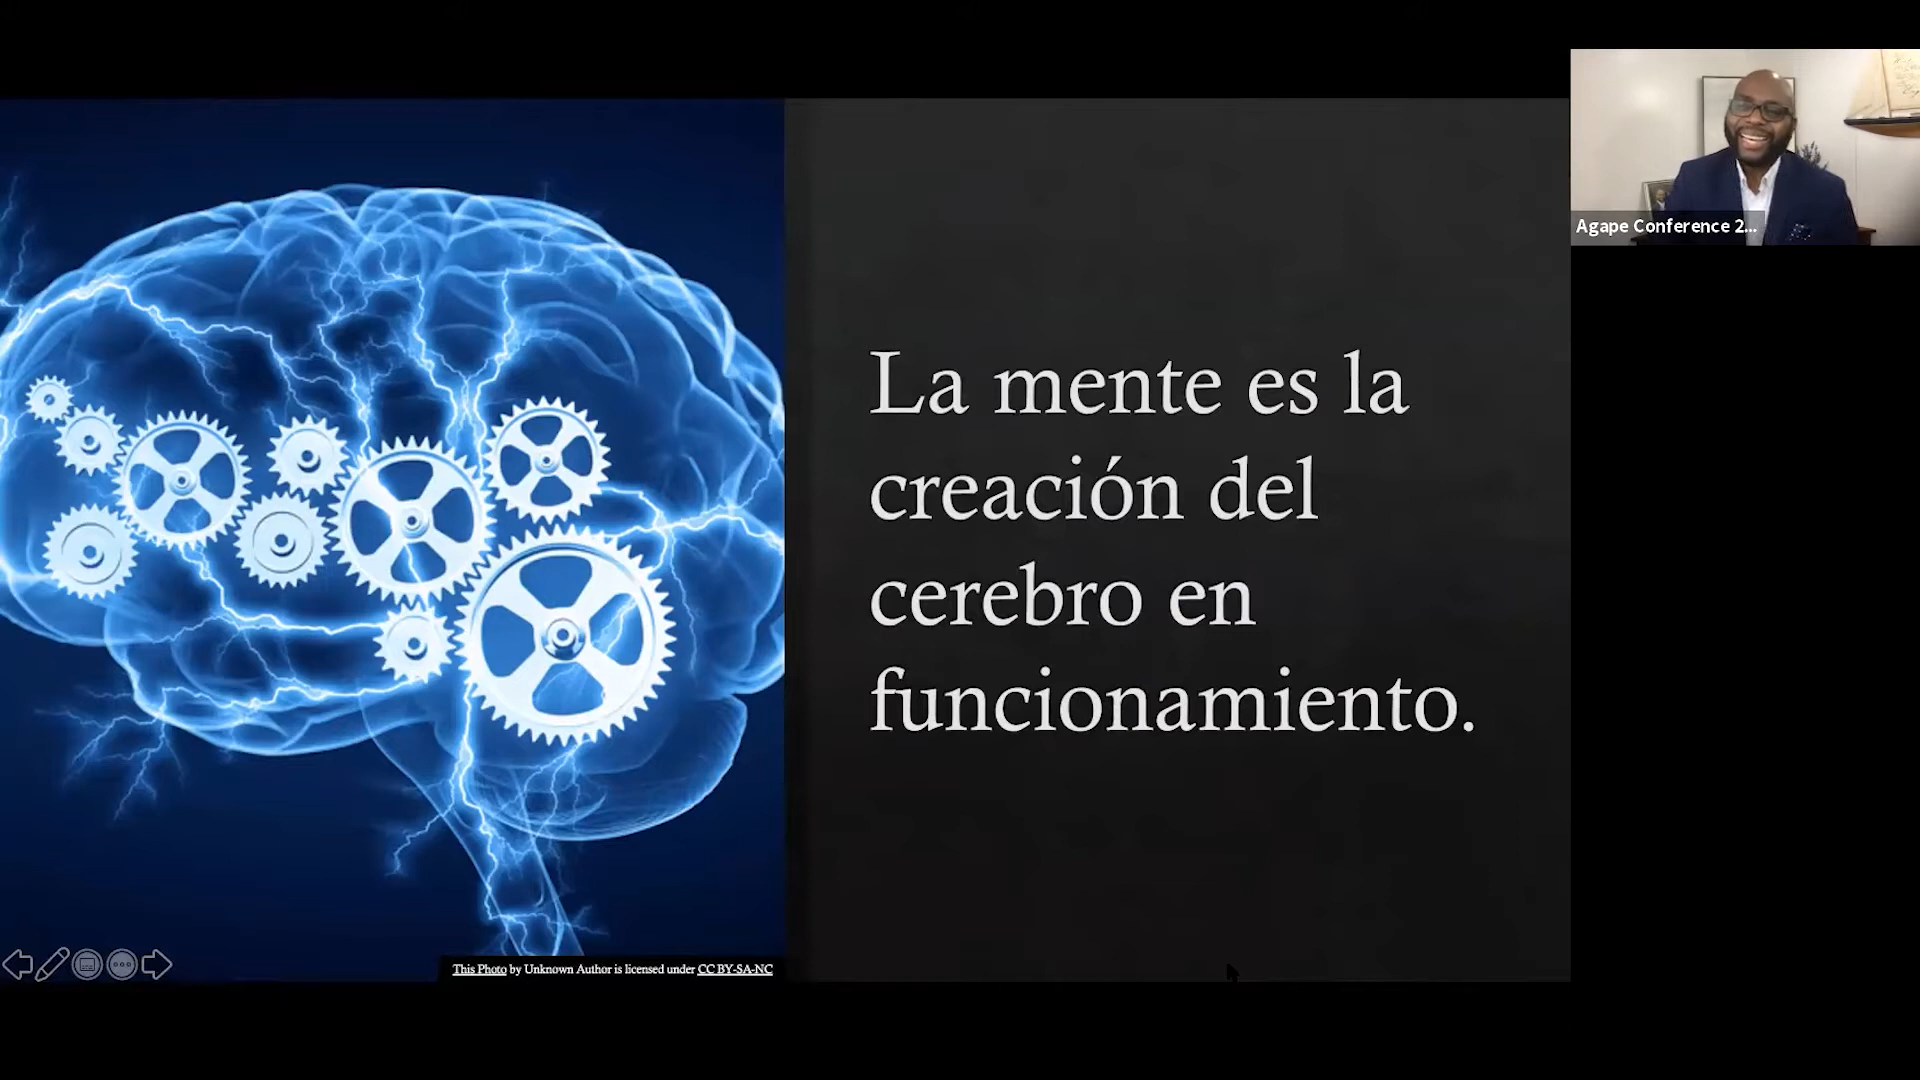 Agape Conference 2...
La mente es la
creación del
cerebro en
funcionamiento.
This Photo by Unknown Author is licensed under CC BY-SA-NC